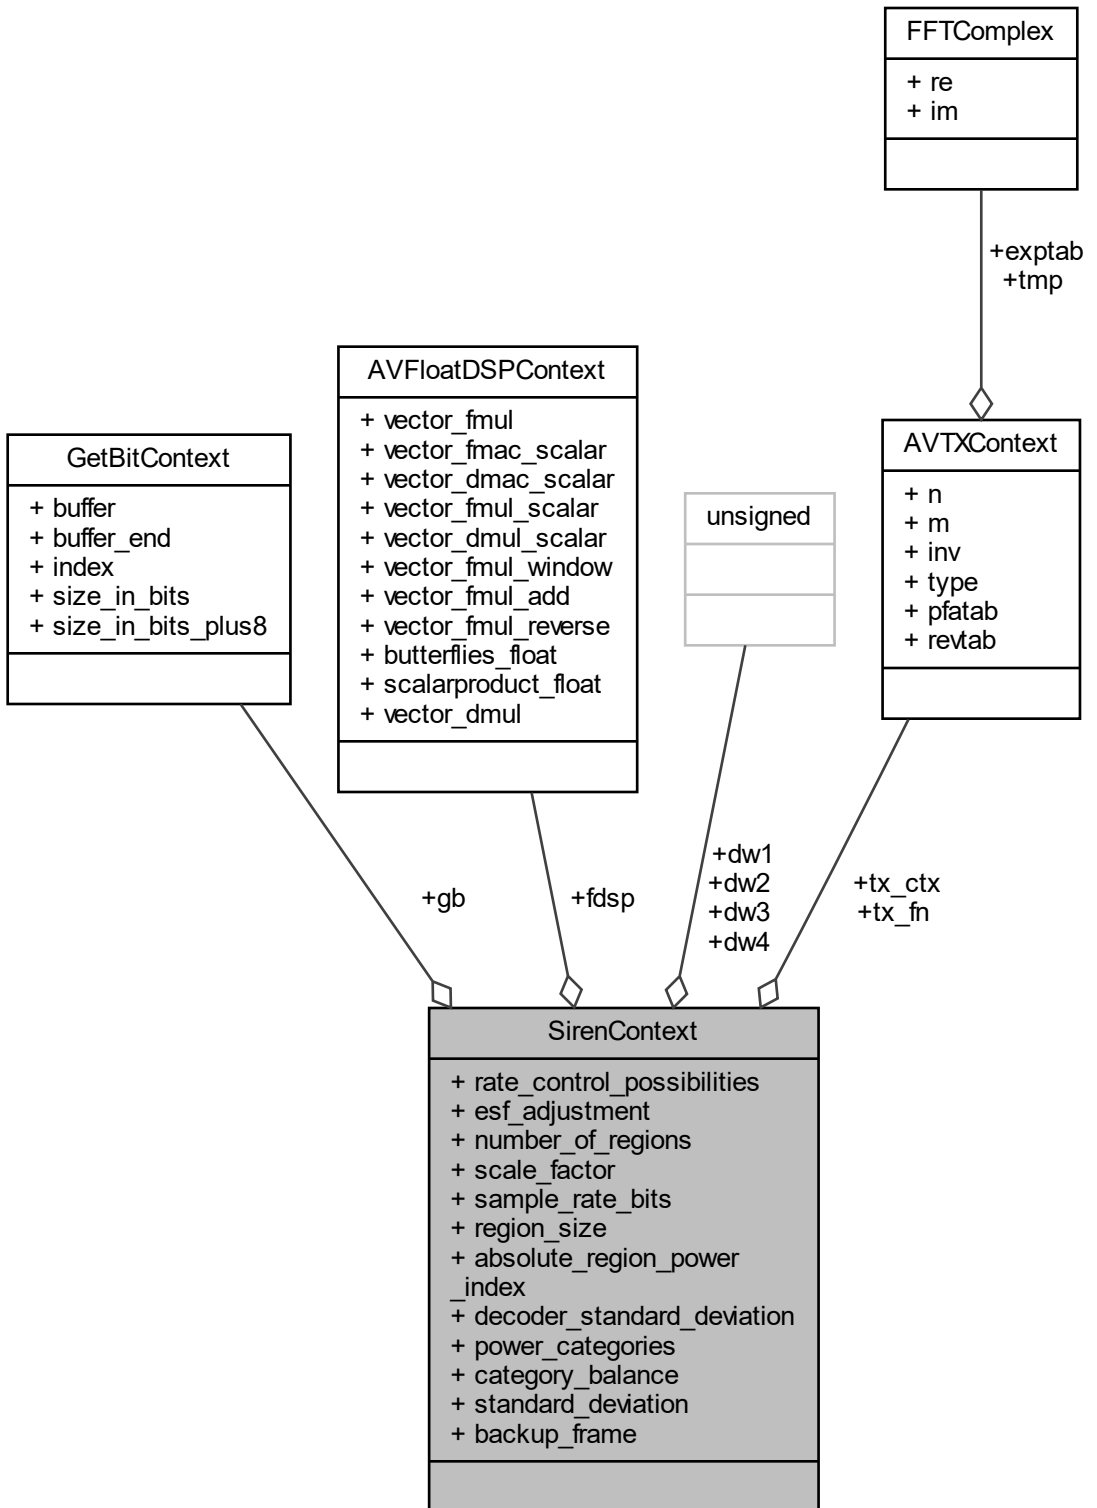 FFTComplex
+ re
+ im
+exptab
+tmp
AVFloatDSPContext
+ vector_fmul
+ vector_fmac_scalar
+ vector_dmac_scalar
+ vector_fmul_scalar
+ vector_dmul_scalar
+ vector_fmul_window
+ vector_fmul_add
+ vector_fmul_reverse
+ butterflies_float
+ scalarproduct_float
+ vector_dmul
AVTXContext
+ n
+ m
+ inv
+ type
+ pfatab
+ revtab
GetBitContext
+ buffer
+ buffer_end
+ index
+ size_in_bits
+ size_in_bits_plus8
unsigned
+gb
+fdsp
+dw1
+dw2
+dw3
+dw4
+tx_ctx
+tx_fn
SirenContext
+ rate_control_possibilities
+ esf_adjustment
+ number_of_regions
+ scale_factor
+ sample_rate_bits
+ region_size
+ absolute_region_power
_index
+ decoder_standard_deviation
+ power_categories
+ category_balance
+ standard_deviation
+ backup_frame